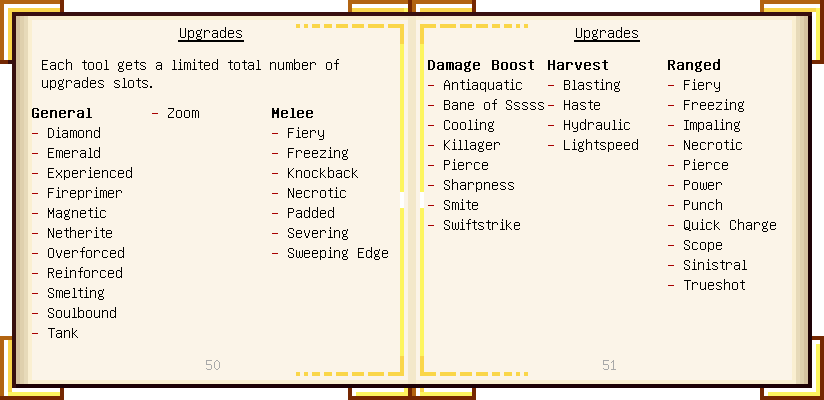 Upgrades
Each tool gets a limited total number of
upgrades slots.
General
- Diamond
- Emerald
- Experienced
- Fireprimer
- Magnetic
- Netherite
- Overforced
- Reinforced
- Smelting
- Soulbound
- Tank
- Zoom
Melee
- Fiery
- Freezing
- Knockback
- Necrotic
- Padded
- Severing
- Sweeping Edge
50
Upgrades
Damage Boost
- Antiaquatic
- Bane of Sssss
- Cooling
- Killager
- Pierce
- Sharpness
- Smite
- Swiftstrike
Harvest
- Blasting
- Haste
- Hydraulic
- Lightspeed
Ranged
- Fiery
- Freezing
- Impaling
- Necrotic
- Pierce
- Power
- Punch
- Quick Charge
- Scope
- Sinistral
- Trueshot
51